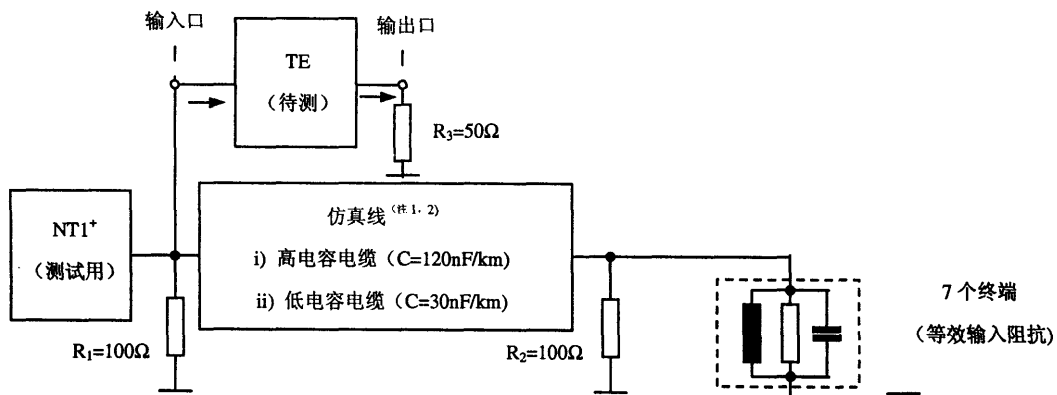 输入口
输出口
TE
（待测）
R₃=50Ω
NT1⁺
（测试用）
仿真线（注 1，2）
i) 高电容电缆（C=120nF/km)
ii) 低电容电缆（C=30nF/km）
R₁=100Ω
R₂=100Ω
7 个终端
（等效输入阻抗)